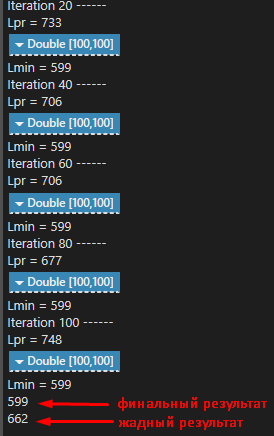 Iteration 20 ------
Lpr = 733
Double [100,100]
Lmin = 599
Iteration 40 ------
Lpr = 706
Double [100,100]
Lmin = 599
Iteration 60 ------
Lpr = 706
Double [100,100]
Lmin = 599
Iteration 80 ------
Lpr = 677
Double [100,100]
Lmin = 599
Iteration 100 ------
Lpr = 748
Double [100,100]
Lmin = 599
599 финальный результат
662 жадный результат